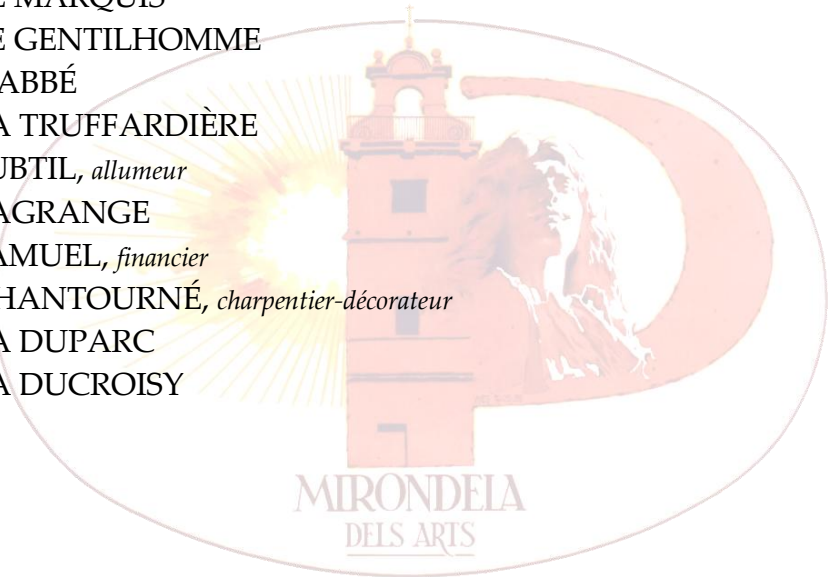 E MARQUIS
E GENTILHOMME
'ABBÉ
A TRUFFARDIÈRE
UBTIL, allumeur
AGRANGE
AMUEL, financier
HANTOURNÉ, charpentier-décorateur
A DUPARC
A DUCROISY
MIRONDELA
DELS ARTS